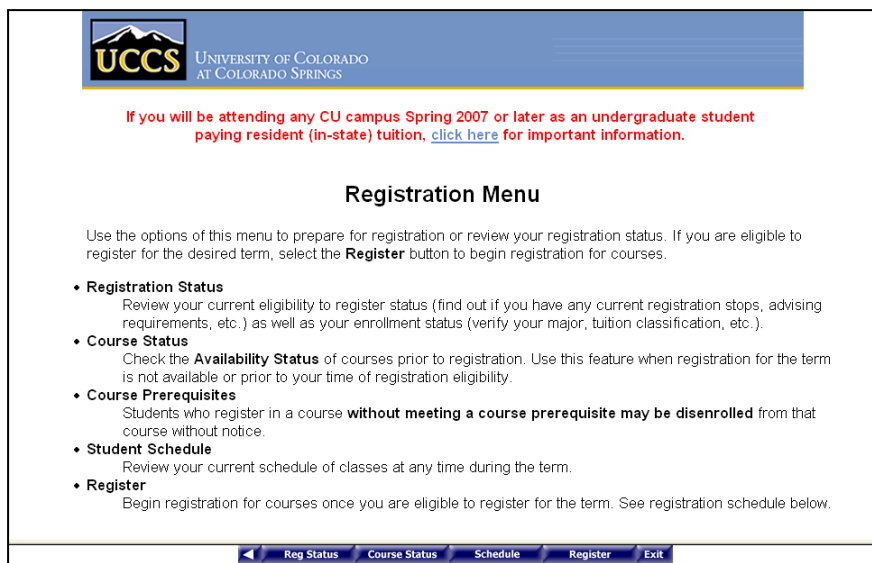 UCCS
UNIVERSITY OF COLORADO
AT COLORADO SPRINGS
If you will be attending any CU campus Spring 2007 or later as an undergraduate student
paying resident (in-state) tuition, click here for important information.
Registration Menu
Use the options of this menu to prepare for registration or review your registration status. If you are eligible to
register for the desired term, select the Register button to begin registration for courses.
• Registration Status
Review your current eligibility to register status (find out if you have any current registration stops, advising
requirements, etc.) as well as your enrollment status (verify your major, tuition classification, etc.).
• Course Status
Check the Availability Status of courses prior to registration. Use this feature when registration for the term
is not available or prior to your time of registration eligibility.
• Course Prerequisites
Students who register in a course without meeting a course prerequisite may be disenrolled from that
course without notice.
• Student Schedule
Review your current schedule of classes at any time during the term.
• Register
Begin registration for courses once you are eligible to register for the term. See registration schedule below.
Reg Status Course Status Schedule Register Exit